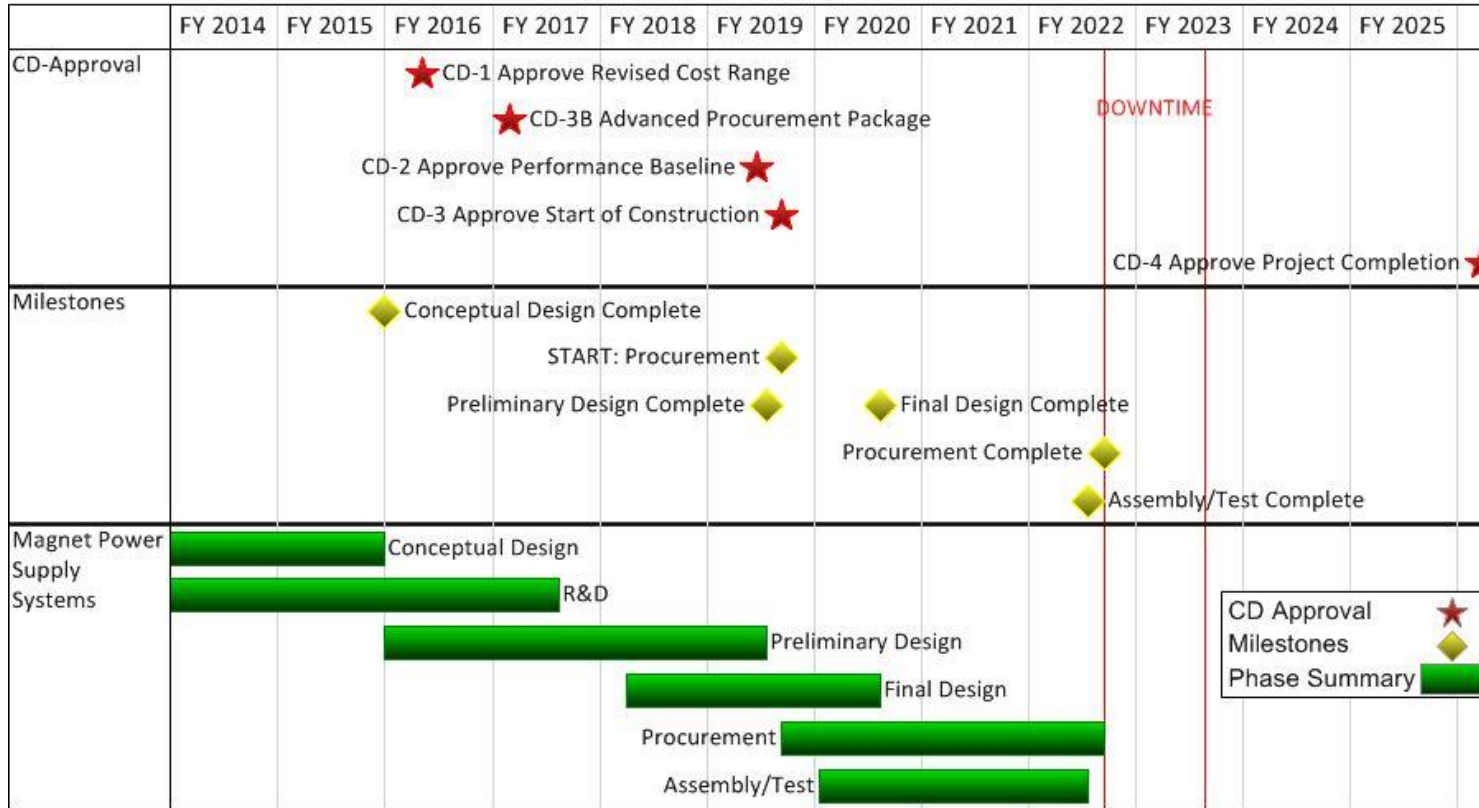 FY 2014 FY 2015 FY 2016 FY 2017 FY 2018 FY 2019 FY 2020 FY 2021 FY 2022 FY 2023 FY 2024 FY 2025
CD-Approval
CD-1 Approve Revised Cost Range
DOWNTIME
CD-3B Advanced Procurement Package
CD-2 Approve Performance Baseline
CD-3 Approve Start of Construction
CD-4 Approve Project Completion
Milestones
Conceptual Design Complete
START: Procurement
Preliminary Design Complete
Final Design Complete
Procurement Complete
Assembly/Test Complete
Magnet Power
Supply
Systems
Conceptual Design
R&D
Preliminary Design
Final Design
Procurement
Assembly/Test
CD Approval
Milestones
Phase Summary